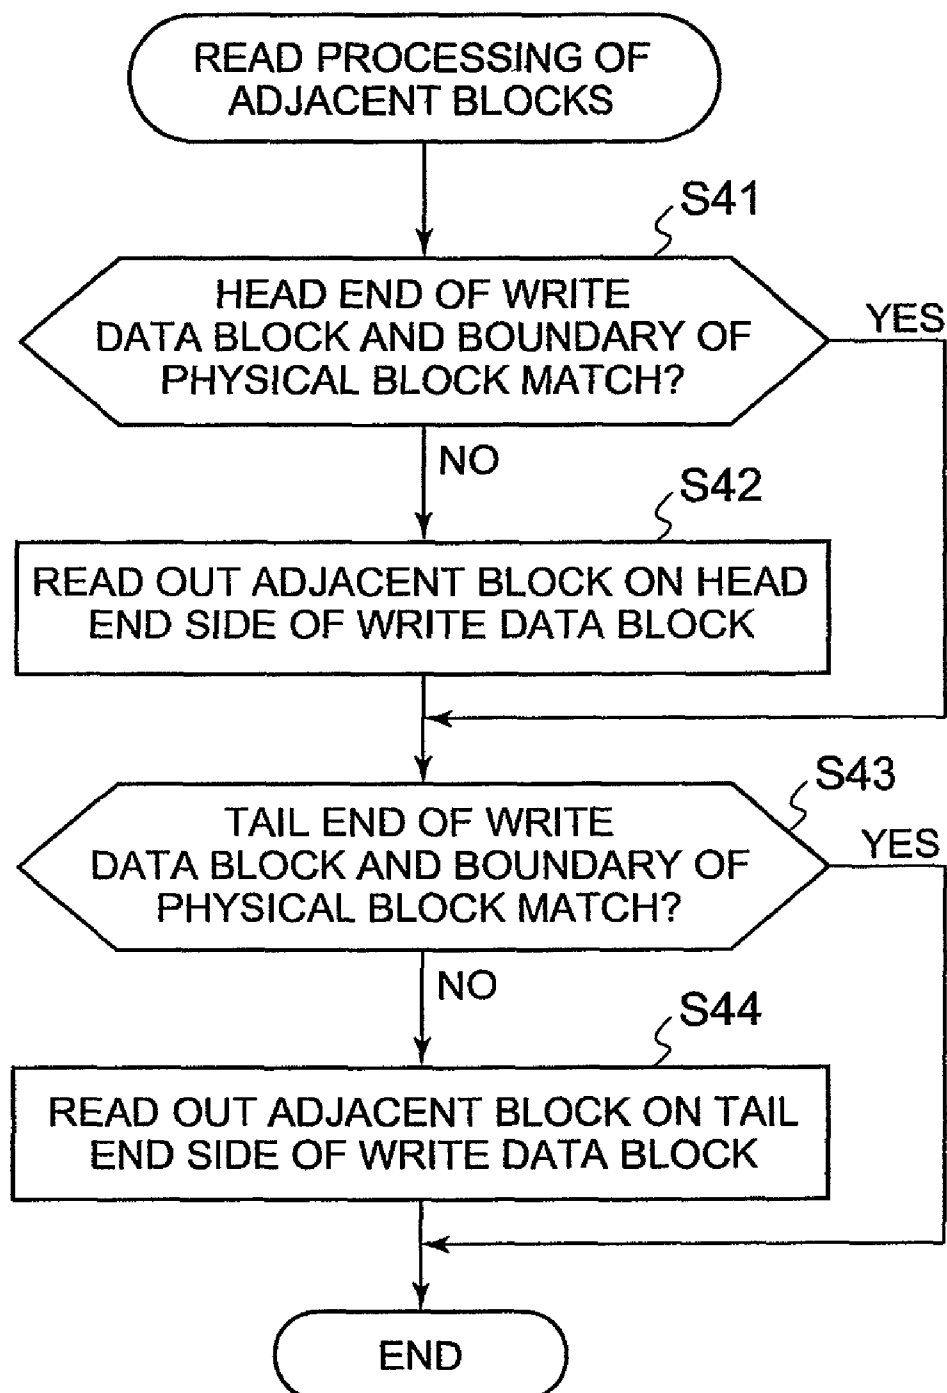 READ PROCESSING OF
ADJACENT BLOCKS
S41
HEAD END OF WRITE
DATA BLOCK AND BOUNDARY OF
PHYSICAL BLOCK MATCH?
YES
NO
S42
READ OUT ADJACENT BLOCK ON HEAD
END SIDE OF WRITE DATA BLOCK
S43
TAIL END OF WRITE
DATA BLOCK AND BOUNDARY OF
PHYSICAL BLOCK MATCH?
YES
NO
S44
READ OUT ADJACENT BLOCK ON TAIL
END SIDE OF WRITE DATA BLOCK
END